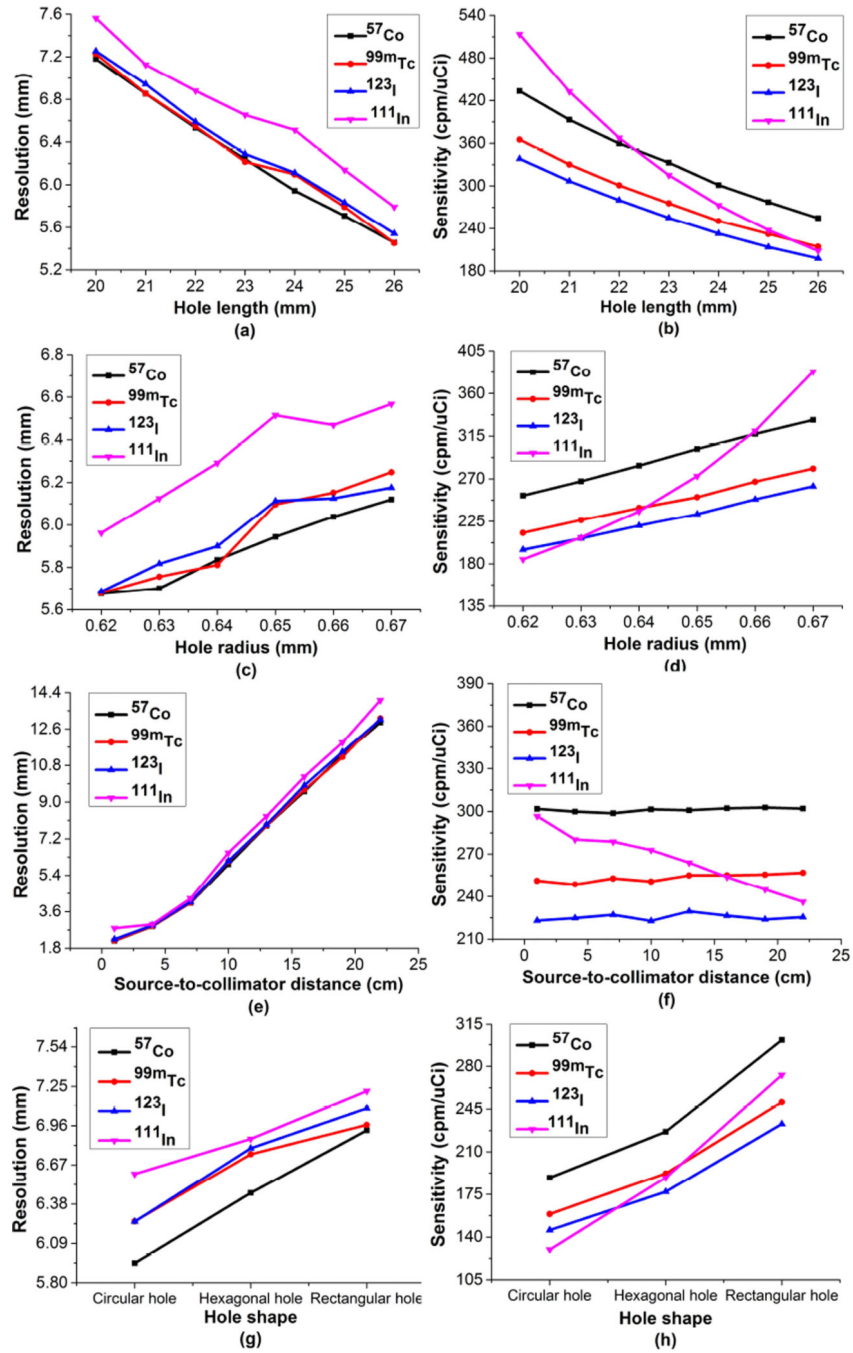 7.6
7.2
6.8
6.4
6.0
5.6
5.2
Resolution (mm)
57Co
99mTc
123I
111In
20 21 22 23 24 25 26
Hole length (mm)
(a)
540
480
420
360
300
240
180
Sensitivity (cpm/uCi)
57Co
99mTc
123I
111In
20 21 22 23 24 25 26
Hole length (mm)
(b)
6.8
6.6
6.4
6.2
6.0
5.8
5.6
Resolution (mm)
57Co
99mTc
123I
111In
0.62 0.63 0.64 0.65 0.66 0.67
Hole radius (mm)
(c)
405
360
315
270
225
180
135
Sensitivity (cpm/uCi)
57Co
99mTc
123I
111In
0.62 0.63 0.64 0.65 0.66 0.67
Hole radius (mm)
(d)
14.4
12.6
10.8
9.0
7.2
5.4
3.6
1.8
Resolution (mm)
57Co
99mTc
123I
111In
0 5 10 15 20 25
Source-to-collimator distance (cm)
(e)
390
360
330
300
270
240
210
Sensitivity (cpm/uCi)
57Co
99mTc
123I
111In
0 5 10 15 20 25
Source-to-collimator distance (cm)
(f)
7.54
7.25
6.96
6.67
6.38
6.09
5.80
Resolution (mm)
57Co
99mTc
123I
111In
Circular hole Hexagonal hole Rectangular hole
Hole shape
(g)
315
280
245
210
175
140
105
Sensitivity (cpm/uCi)
57Co
99mTc
123I
111In
Circular hole Hexagonal hole Rectangular hole
Hole shape
(h)